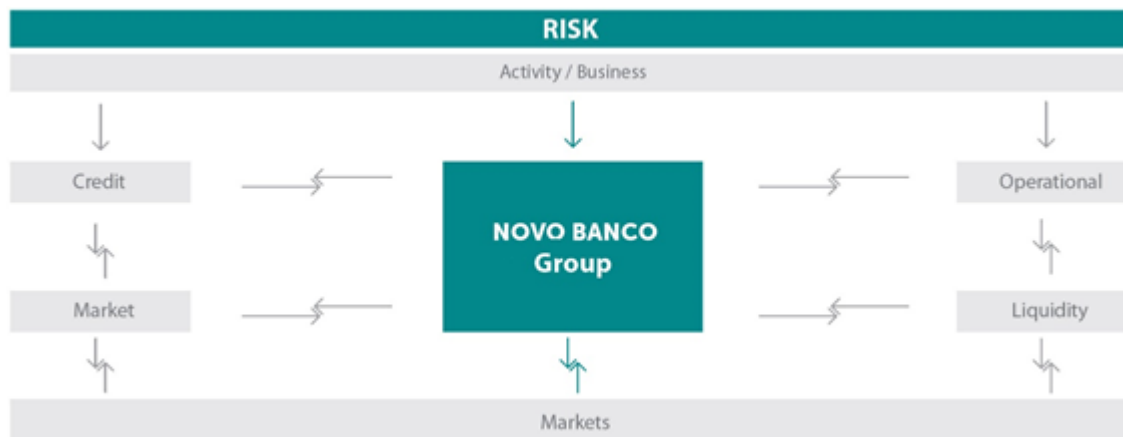 RISK
Activity / Business
Credit
Operational
NOVO BANCO
Group
Market
Liquidity
Markets